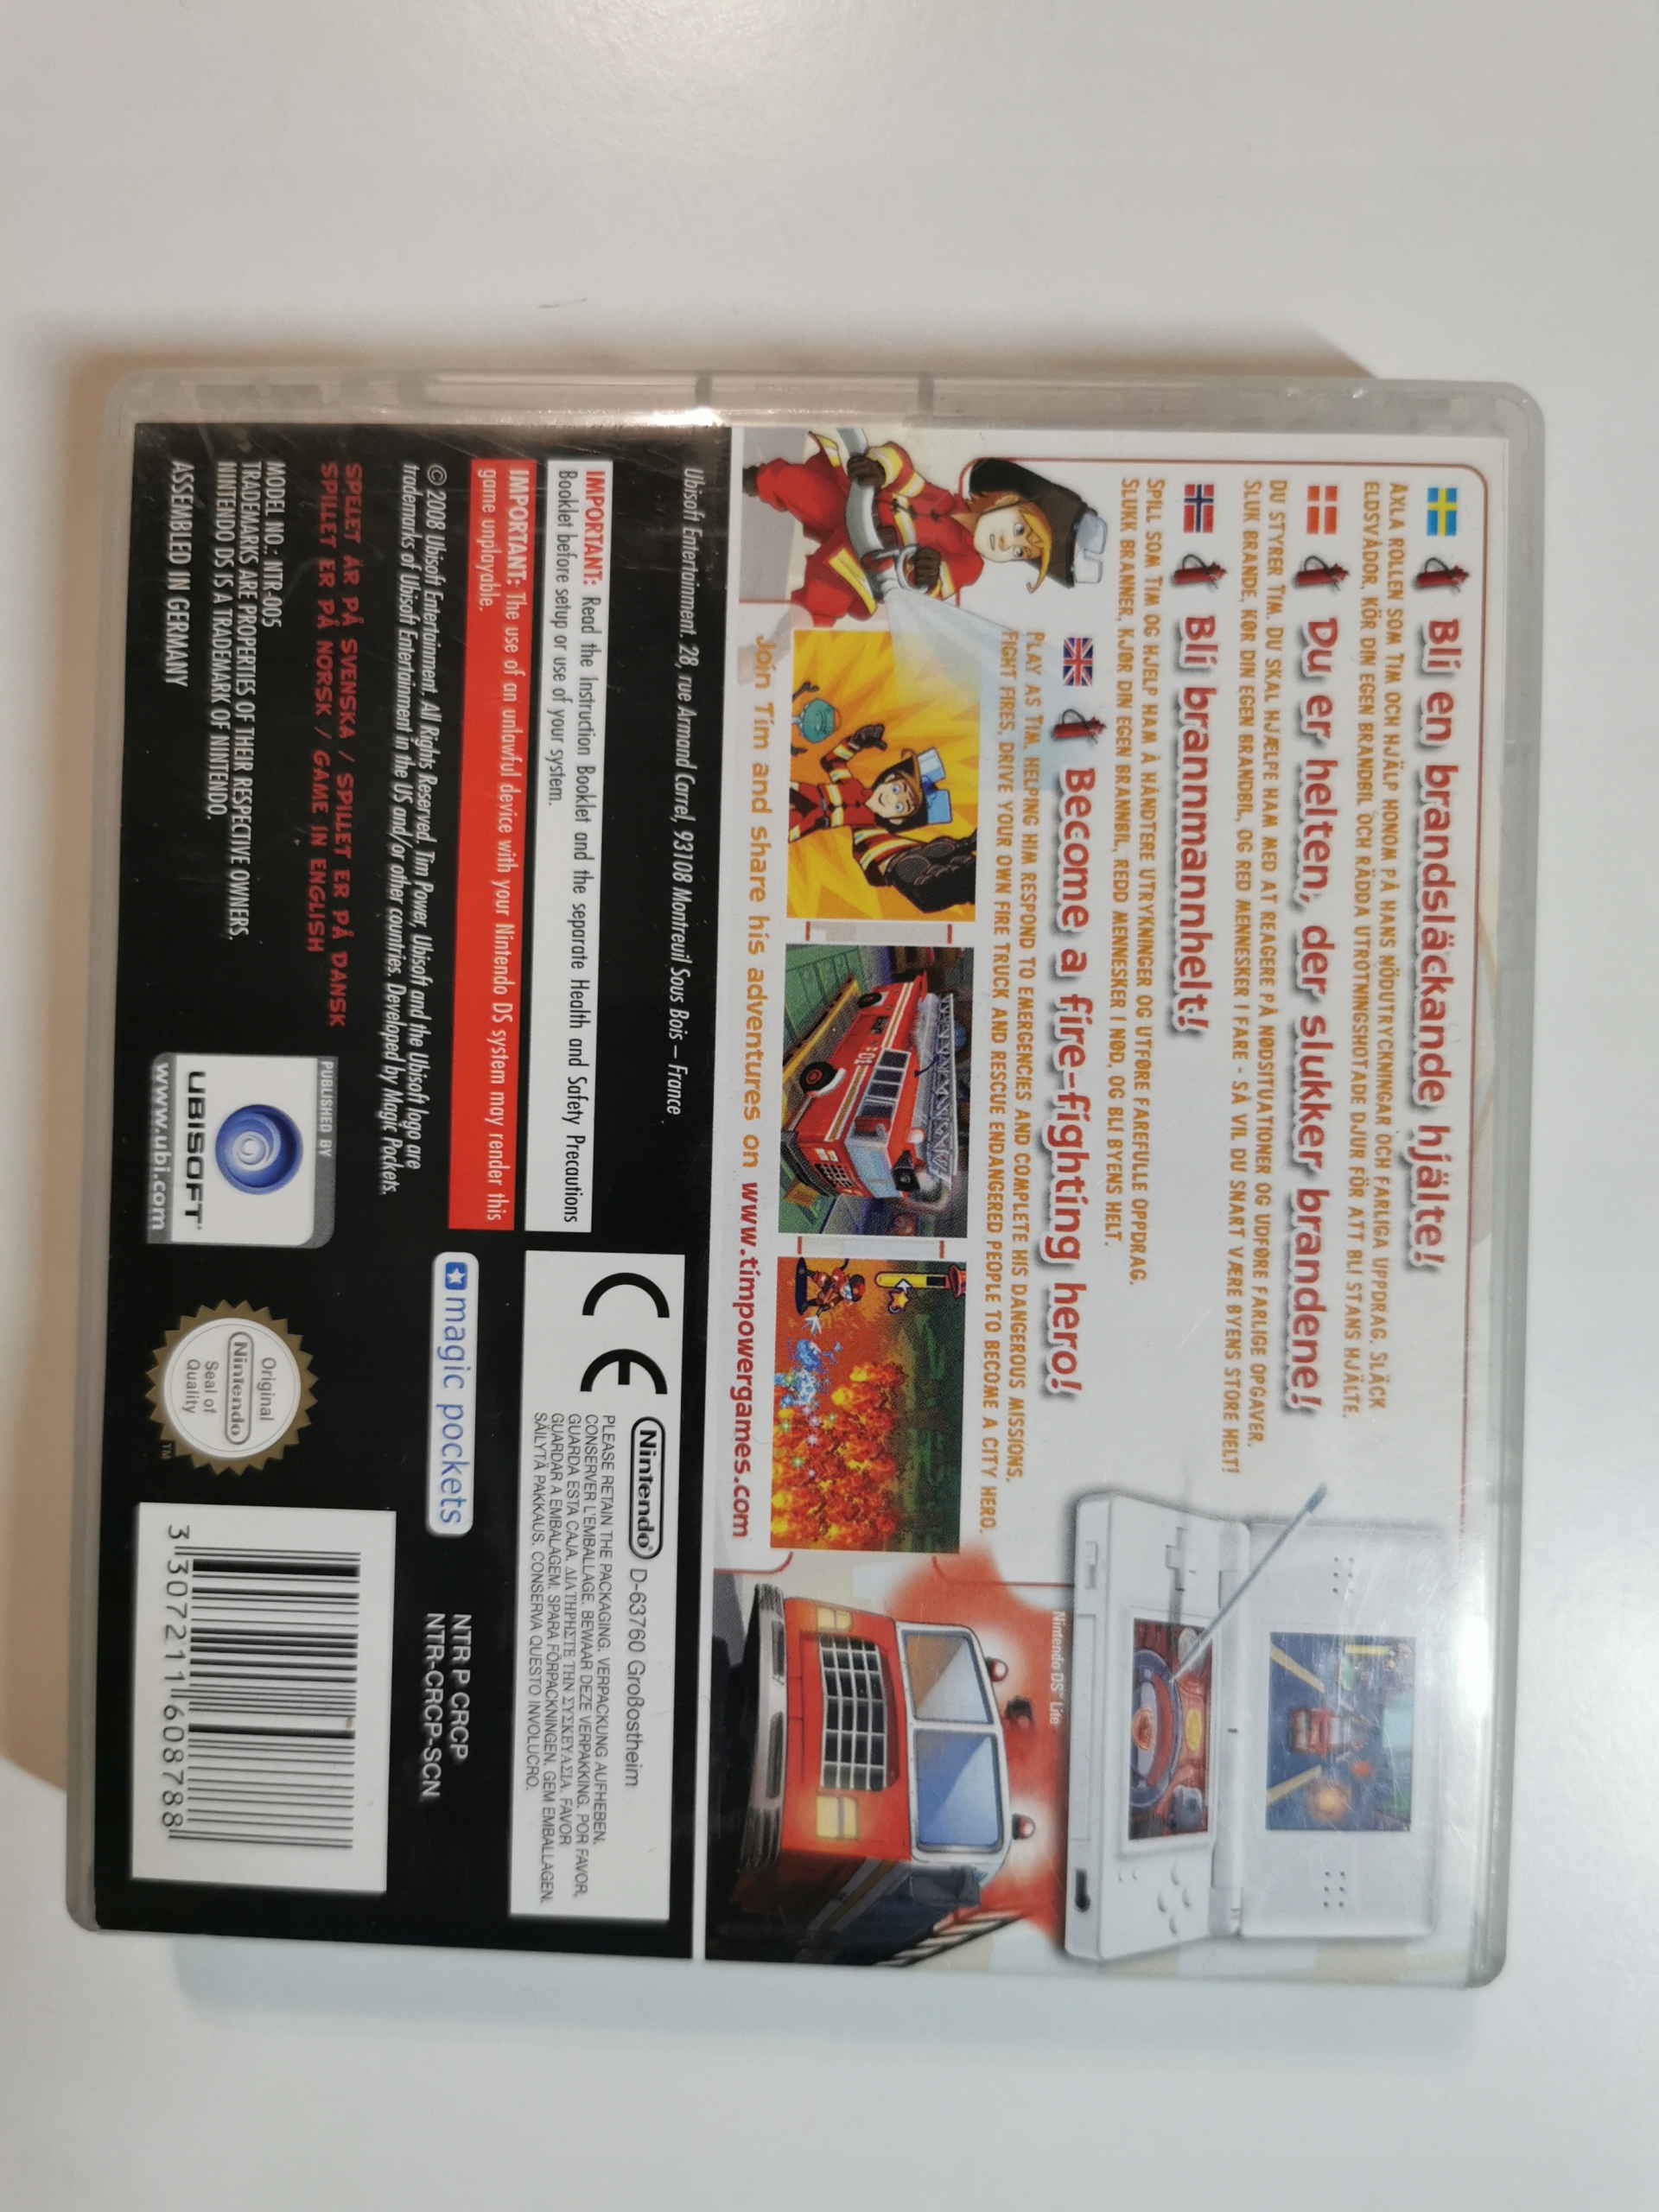 Bli en brandsläckande hjälte!
AXLA ROLLEN SOM TIM OCH HJÄLP HONOM PÅ HANS NÖDUTRYCKNINGAR OCH FARLIGA UPPDRAG. SLÄCK
ELDSVÅDOR, KÖR DIN EGEN BRANDBIL OCH RÄDDA UTROTNINGSHOTADE DJUR FÖR ATT BLI STANS HJÄLTE.
Du er helten, der slukker brandene!
DU STYRER TIM. DU SKAL HJÆLPE HAM MED AT REAGERE PÅ NØDSITUATIONER OG UDFØRE FARLIGE OPGAVER.
SLUK BRANDE, KØR DIN EGEN BRANDBIL, OG RED MENNESKER I FARE - SÅ VIL DU SNART VÆRE BYENS STORE HELT!
Bli brannmannhelt!
SPILL SOM TIM OG HJELP HAM Å HÅNDTERE UTRYKNINGER OG UTFØRE FAREFULLE OPPDRAG.
SLUKK BRANNER, KJØR DIN EGEN BRANNBIL, REDD MENNESKER I NØD, OG BLI BYENS HELT.
Become a fire-fighting hero!
PLAY AS TIM, HELPING HIM RESPOND TO EMERGENCIES AND COMPLETE HIS DANGEROUS MISSIONS.
FIGHT FIRES, DRIVE YOUR OWN FIRE TRUCK AND RESCUE ENDANGERED PEOPLE TO BECOME A CITY HERO.
Nintendo DS™ Lite
01
Join Tim and share his adventures on www.timpowergames.com
Ubisoft Entertainment. 28, rue Armand Carrel, 93108 Montreuil Sous Bois – France.
IMPORTANT: Read the Instruction Booklet and the separate Health and Safety Precautions
Booklet before setup or use of your system.
IMPORTANT: The use of an unlawful device with your Nintendo DS system may render this
game unplayable.
© 2008 Ubisoft Entertainment. All Rights Reserved. Tim Power, Ubisoft and the Ubisoft logo are
trademarks of Ubisoft Entertainment in the US and/or other countries. Developed by Magic Pockets.
SPELET ÄR PÅ SVENSKA / SPILLET ER PÅ DANSK
SPILLET ER PÅ NORSK / GAME IN ENGLISH
MODEL NO.: NTR-005
TRADEMARKS ARE PROPERTIES OF THEIR RESPECTIVE OWNERS.
NINTENDO DS IS A TRADEMARK OF NINTENDO.
ASSEMBLED IN GERMANY
PUBLISHED BY
UBISOFT®
www.ubi.com
CE
Nintendo® D-63760 Großostheim
PLEASE RETAIN THE PACKAGING. VERPACKUNG AUFHEBEN.
CONSERVER L'EMBALLAGE. BEWAAR DEZE VERPAKKING. POR FAVOR,
GUARDA ESTA CAJA. ΔΙΑΤΗΡΗΣΤΕ ΤΗΝ ΣΥΣΚΕΥΑΣΙΑ. FAVOR
GUARDAR A EMBALAGEM. SPARA FÖRPACKNINGEN. GEM EMBALLAGEN.
SÄILYTÄ PAKKAUS. CONSERVA QUESTO INVOLUCRO.
magic pockets
NTR P CRCP
NTR-CRCP-SCN
Original
Nintendo
Seal of
Quality
TM
3 307211 608788